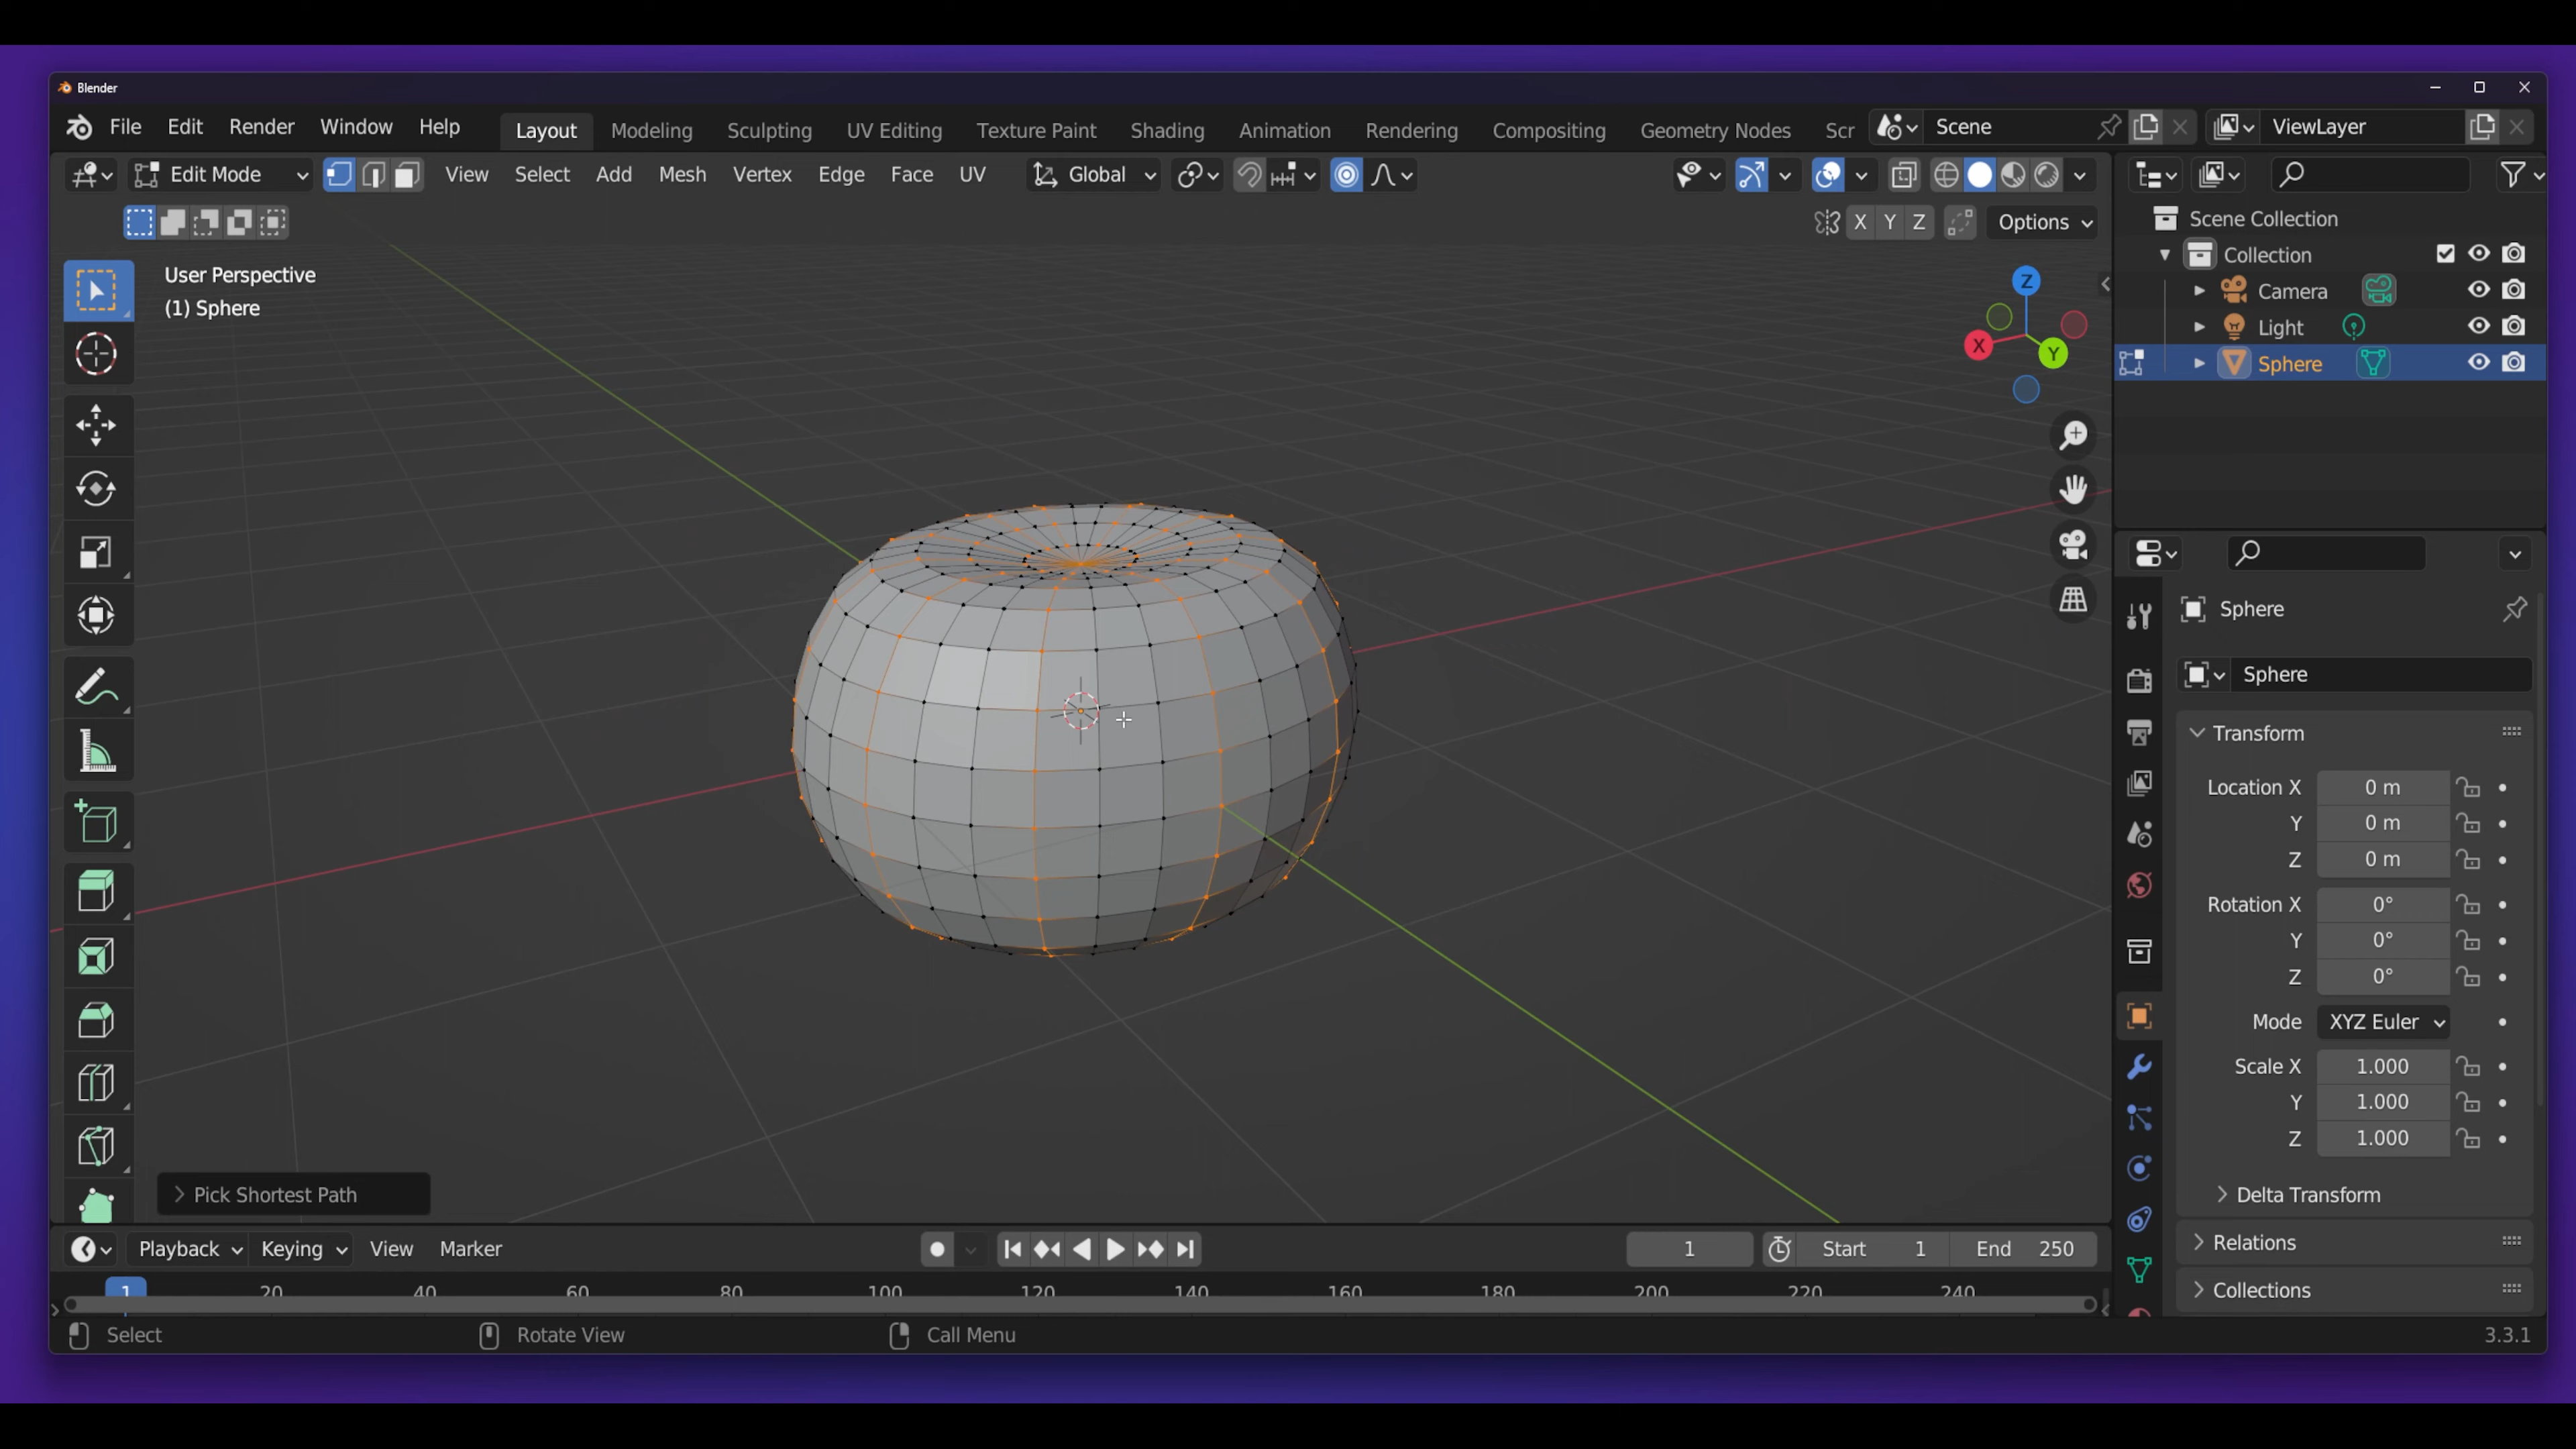 Blender
File Edit Render Window Help Layout Modeling Sculpting UV Editing Texture Paint Shading Animation Rendering Compositing Geometry Nodes Scr Scene ViewLayer
Edit Mode View Select Add Mesh Vertex Edge Face UV Global
X Y Z Options
User Perspective
(1) Sphere
Z
X
Y
Scene Collection
Collection
Camera
Light
Sphere
Sphere
Sphere
Transform
Location X 0 m
Y 0 m
Z 0 m
Rotation X 0°
Y 0°
Z 0°
Mode XYZ Euler
Scale X 1.000
Y 1.000
Z 1.000
Delta Transform
Relations
Collections
Pick Shortest Path
Playback Keying View Marker 1 Start 1 End 250
1 20 40 60 80 100 120 140 160 180 200 220 240
Select Rotate View Call Menu 3.3.1